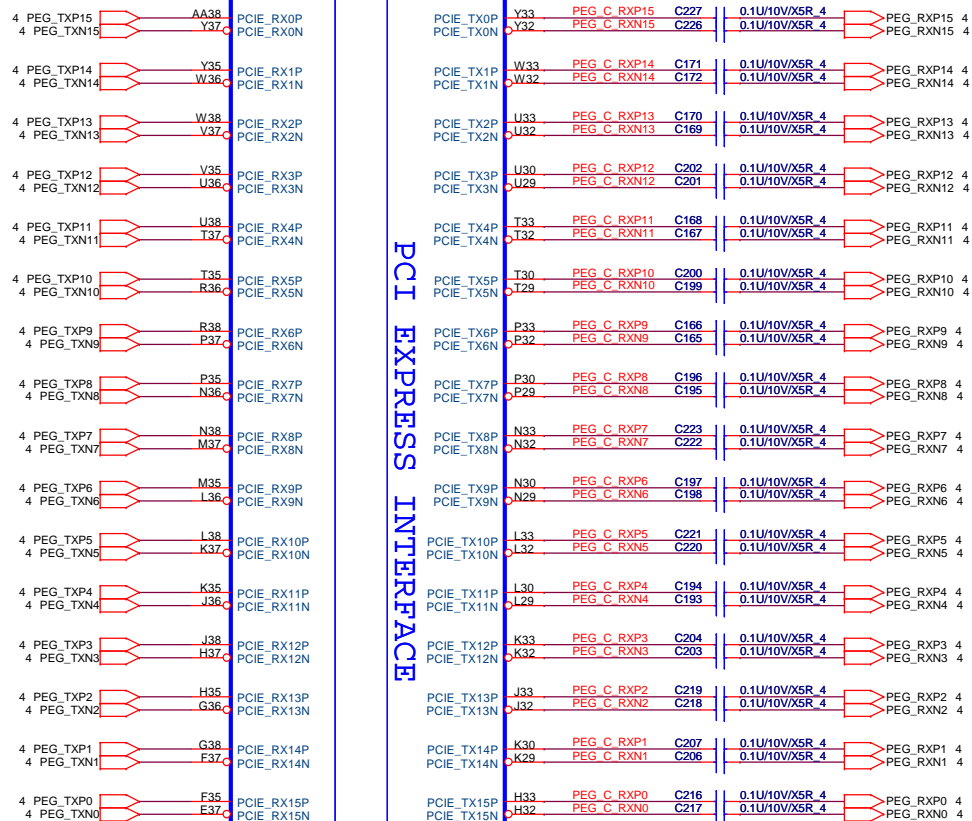 4 PEG_TXP15 AA38 PCIE_RX0P PCIE_TX0P Y33 PEG_C_RXP15 C227 0.1U/10V/X5R_4 PEG_RXP15 4
4 PEG_TXN15 Y37 PCIE_RX0N PCIE_TX0N Y32 PEG_C_RXN15 C226 0.1U/10V/X5R_4 PEG_RXN15 4
4 PEG_TXP14 Y35 PCIE_RX1P PCIE_TX1P W33 PEG_C_RXP14 C171 0.1U/10V/X5R_4 PEG_RXP14 4
4 PEG_TXN14 W36 PCIE_RX1N PCIE_TX1N W32 PEG_C_RXN14 C172 0.1U/10V/X5R_4 PEG_RXN14 4
4 PEG_TXP13 W38 PCIE_RX2P PCIE_TX2P U33 PEG_C_RXP13 C170 0.1U/10V/X5R_4 PEG_RXP13 4
4 PEG_TXN13 V37 PCIE_RX2N PCIE_TX2N U32 PEG_C_RXN13 C169 0.1U/10V/X5R_4 PEG_RXN13 4
4 PEG_TXP12 V35 PCIE_RX3P PCIE_TX3P U30 PEG_C_RXP12 C202 0.1U/10V/X5R_4 PEG_RXP12 4
4 PEG_TXN12 U36 PCIE_RX3N PCIE_TX3N U29 PEG_C_RXN12 C201 0.1U/10V/X5R_4 PEG_RXN12 4
4 PEG_TXP11 U38 PCIE_RX4P PCIE_TX4P T33 PEG_C_RXP11 C168 0.1U/10V/X5R_4 PEG_RXP11 4
4 PEG_TXN11 T37 PCIE_RX4N PCIE_TX4N T32 PEG_C_RXN11 C167 0.1U/10V/X5R_4 PEG_RXN11 4
4 PEG_TXP10 T35 PCIE_RX5P PCIE_TX5P T30 PEG_C_RXP10 C200 0.1U/10V/X5R_4 PEG_RXP10 4
4 PEG_TXN10 R36 PCIE_RX5N PCIE_TX5N T29 PEG_C_RXN10 C199 0.1U/10V/X5R_4 PEG_RXN10 4
4 PEG_TXP9 R38 PCIE_RX6P PCIE_TX6P P33 PEG_C_RXP9 C166 0.1U/10V/X5R_4 PEG_RXP9 4
4 PEG_TXN9 P37 PCIE_RX6N PCIE_TX6N P32 PEG_C_RXN9 C165 0.1U/10V/X5R_4 PEG_RXN9 4
4 PEG_TXP8 P35 PCIE_RX7P PCIE_TX7P P30 PEG_C_RXP8 C196 0.1U/10V/X5R_4 PEG_RXP8 4
4 PEG_TXN8 N36 PCIE_RX7N PCIE_TX7N P29 PEG_C_RXN8 C195 0.1U/10V/X5R_4 PEG_RXN8 4
4 PEG_TXP7 N38 PCIE_RX8P PCIE_TX8P N33 PEG_C_RXP7 C223 0.1U/10V/X5R_4 PEG_RXP7 4
4 PEG_TXN7 M37 PCIE_RX8N PCIE_TX8N N32 PEG_C_RXN7 C222 0.1U/10V/X5R_4 PEG_RXN7 4
4 PEG_TXP6 M35 PCIE_RX9P PCIE_TX9P N30 PEG_C_RXP6 C197 0.1U/10V/X5R_4 PEG_RXP6 4
4 PEG_TXN6 L36 PCIE_RX9N PCIE_TX9N N29 PEG_C_RXN6 C198 0.1U/10V/X5R_4 PEG_RXN6 4
4 PEG_TXP5 L38 PCIE_RX10P PCIE_TX10P L33 PEG_C_RXP5 C221 0.1U/10V/X5R_4 PEG_RXP5 4
4 PEG_TXN5 K37 PCIE_RX10N PCIE_TX10N L32 PEG_C_RXN5 C220 0.1U/10V/X5R_4 PEG_RXN5 4
4 PEG_TXP4 K35 PCIE_RX11P PCIE_TX11P L30 PEG_C_RXP4 C194 0.1U/10V/X5R_4 PEG_RXP4 4
4 PEG_TXN4 J36 PCIE_RX11N PCIE_TX11N L29 PEG_C_RXN4 C193 0.1U/10V/X5R_4 PEG_RXN4 4
4 PEG_TXP3 J38 PCIE_RX12P PCIE_TX12P K33 PEG_C_RXP3 C204 0.1U/10V/X5R_4 PEG_RXP3 4
4 PEG_TXN3 H37 PCIE_RX12N PCIE_TX12N K32 PEG_C_RXN3 C203 0.1U/10V/X5R_4 PEG_RXN3 4
4 PEG_TXP2 H35 PCIE_RX13P PCIE_TX13P J33 PEG_C_RXP2 C219 0.1U/10V/X5R_4 PEG_RXP2 4
4 PEG_TXN2 G36 PCIE_RX13N PCIE_TX13N J32 PEG_C_RXN2 C218 0.1U/10V/X5R_4 PEG_RXN2 4
4 PEG_TXP1 G38 PCIE_RX14P PCIE_TX14P K30 PEG_C_RXP1 C207 0.1U/10V/X5R_4 PEG_RXP1 4
4 PEG_TXN1 F37 PCIE_RX14N PCIE_TX14N K29 PEG_C_RXN1 C206 0.1U/10V/X5R_4 PEG_RXN1 4
4 PEG_TXP0 F35 PCIE_RX15P PCIE_TX15P H33 PEG_C_RXP0 C216 0.1U/10V/X5R_4 PEG_RXP0 4
4 PEG_TXN0 E37 PCIE_RX15N PCIE_TX15N H32 PEG_C_RXN0 C217 0.1U/10V/X5R_4 PEG_RXN0 4
PCI EXPRESS INTERFACE